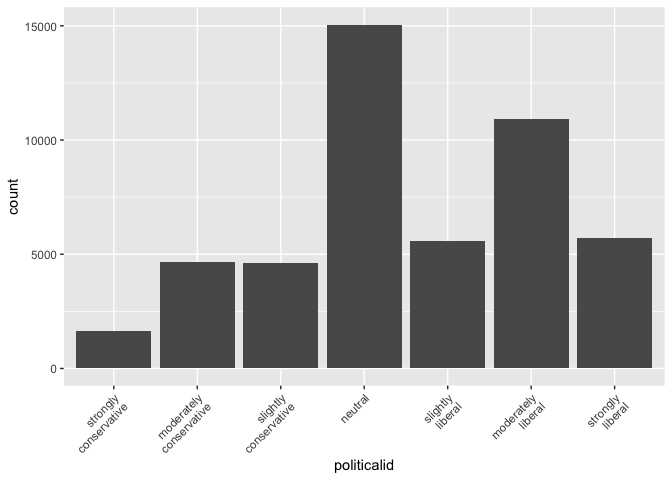 15000
10000
5000
0
count
strongly
conservative
moderately
conservative
slightly
conservative
neutral
slightly
liberal
moderately
liberal
strongly
liberal
politicalid